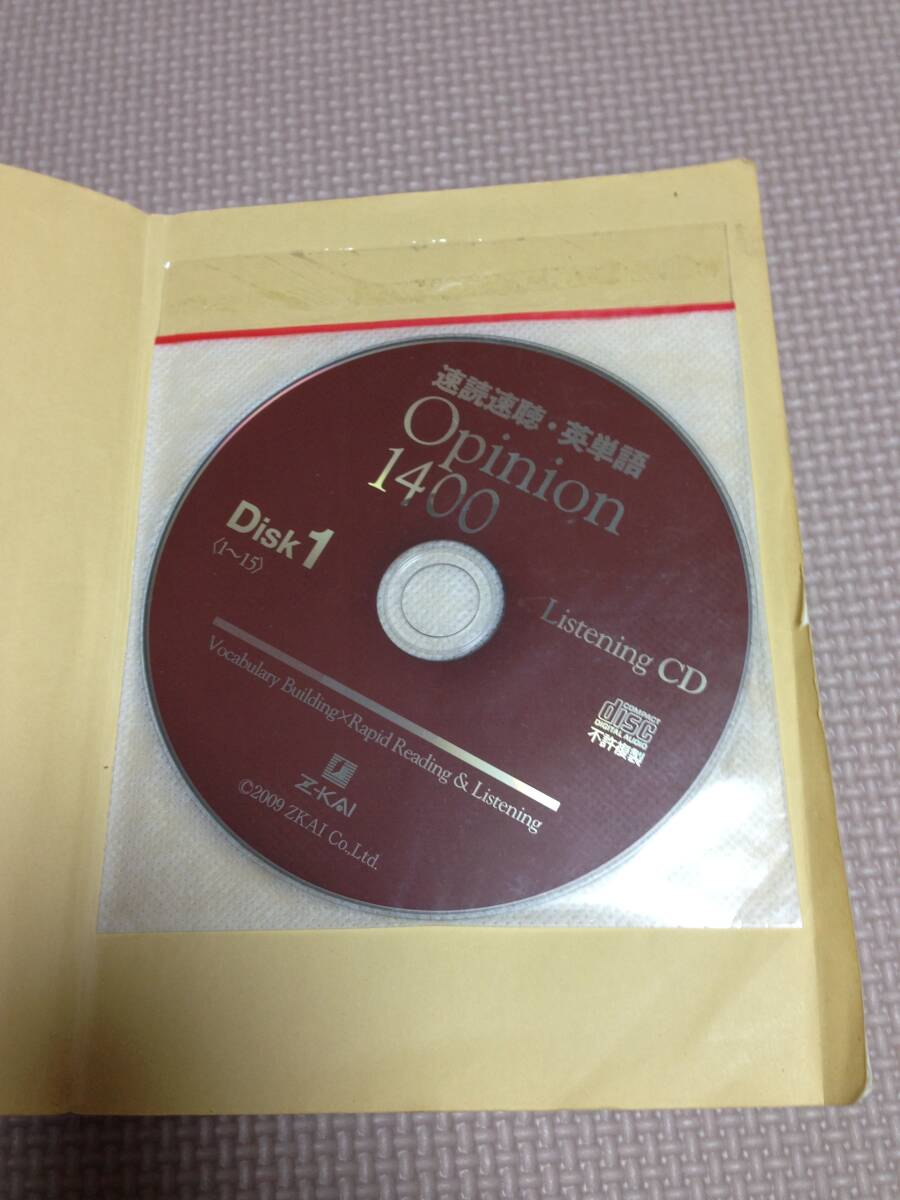 速読速聴・英単語
Opinion
1400
Disk 1
〈1～15〉
Listening CD
Vocabulary Building×Rapid Reading & Listening
COMPACT
disc
DIGITAL AUDIO
不許複製
Z-KAI
©2009 ZKAI Co.,Ltd.